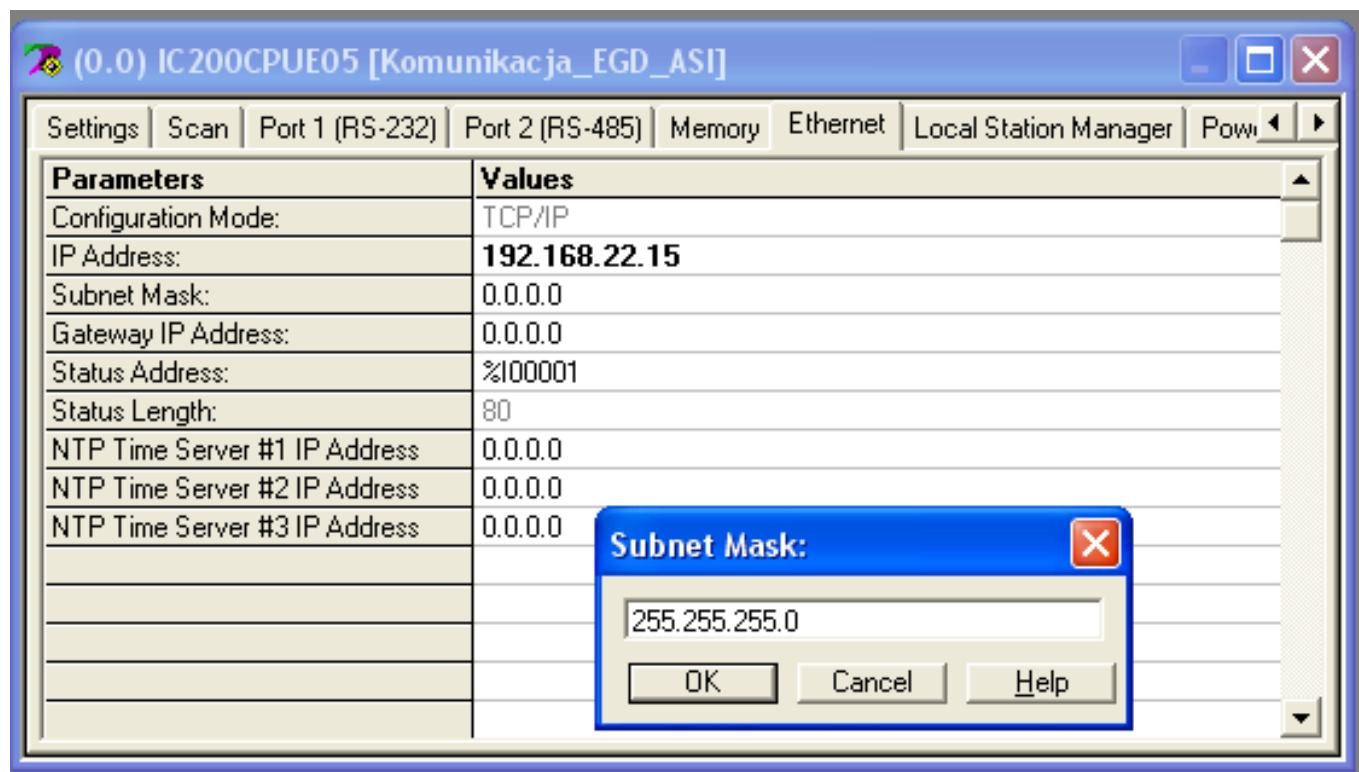 (0.0) IC200CPUE05 [Komunikacja_EGD_ASI]
Settings Scan Port 1 (RS-232) Port 2 (RS-485) Memory Ethernet Local Station Manager Pow
Parameters Values
Configuration Mode: TCP/IP
IP Address: 192.168.22.15
Subnet Mask: 0.0.0.0
Gateway IP Address: 0.0.0.0
Status Address: %I00001
Status Length: 80
NTP Time Server #1 IP Address 0.0.0.0
NTP Time Server #2 IP Address 0.0.0.0
NTP Time Server #3 IP Address 0.0.0.0
Subnet Mask:
255.255.255.0
OK Cancel Help